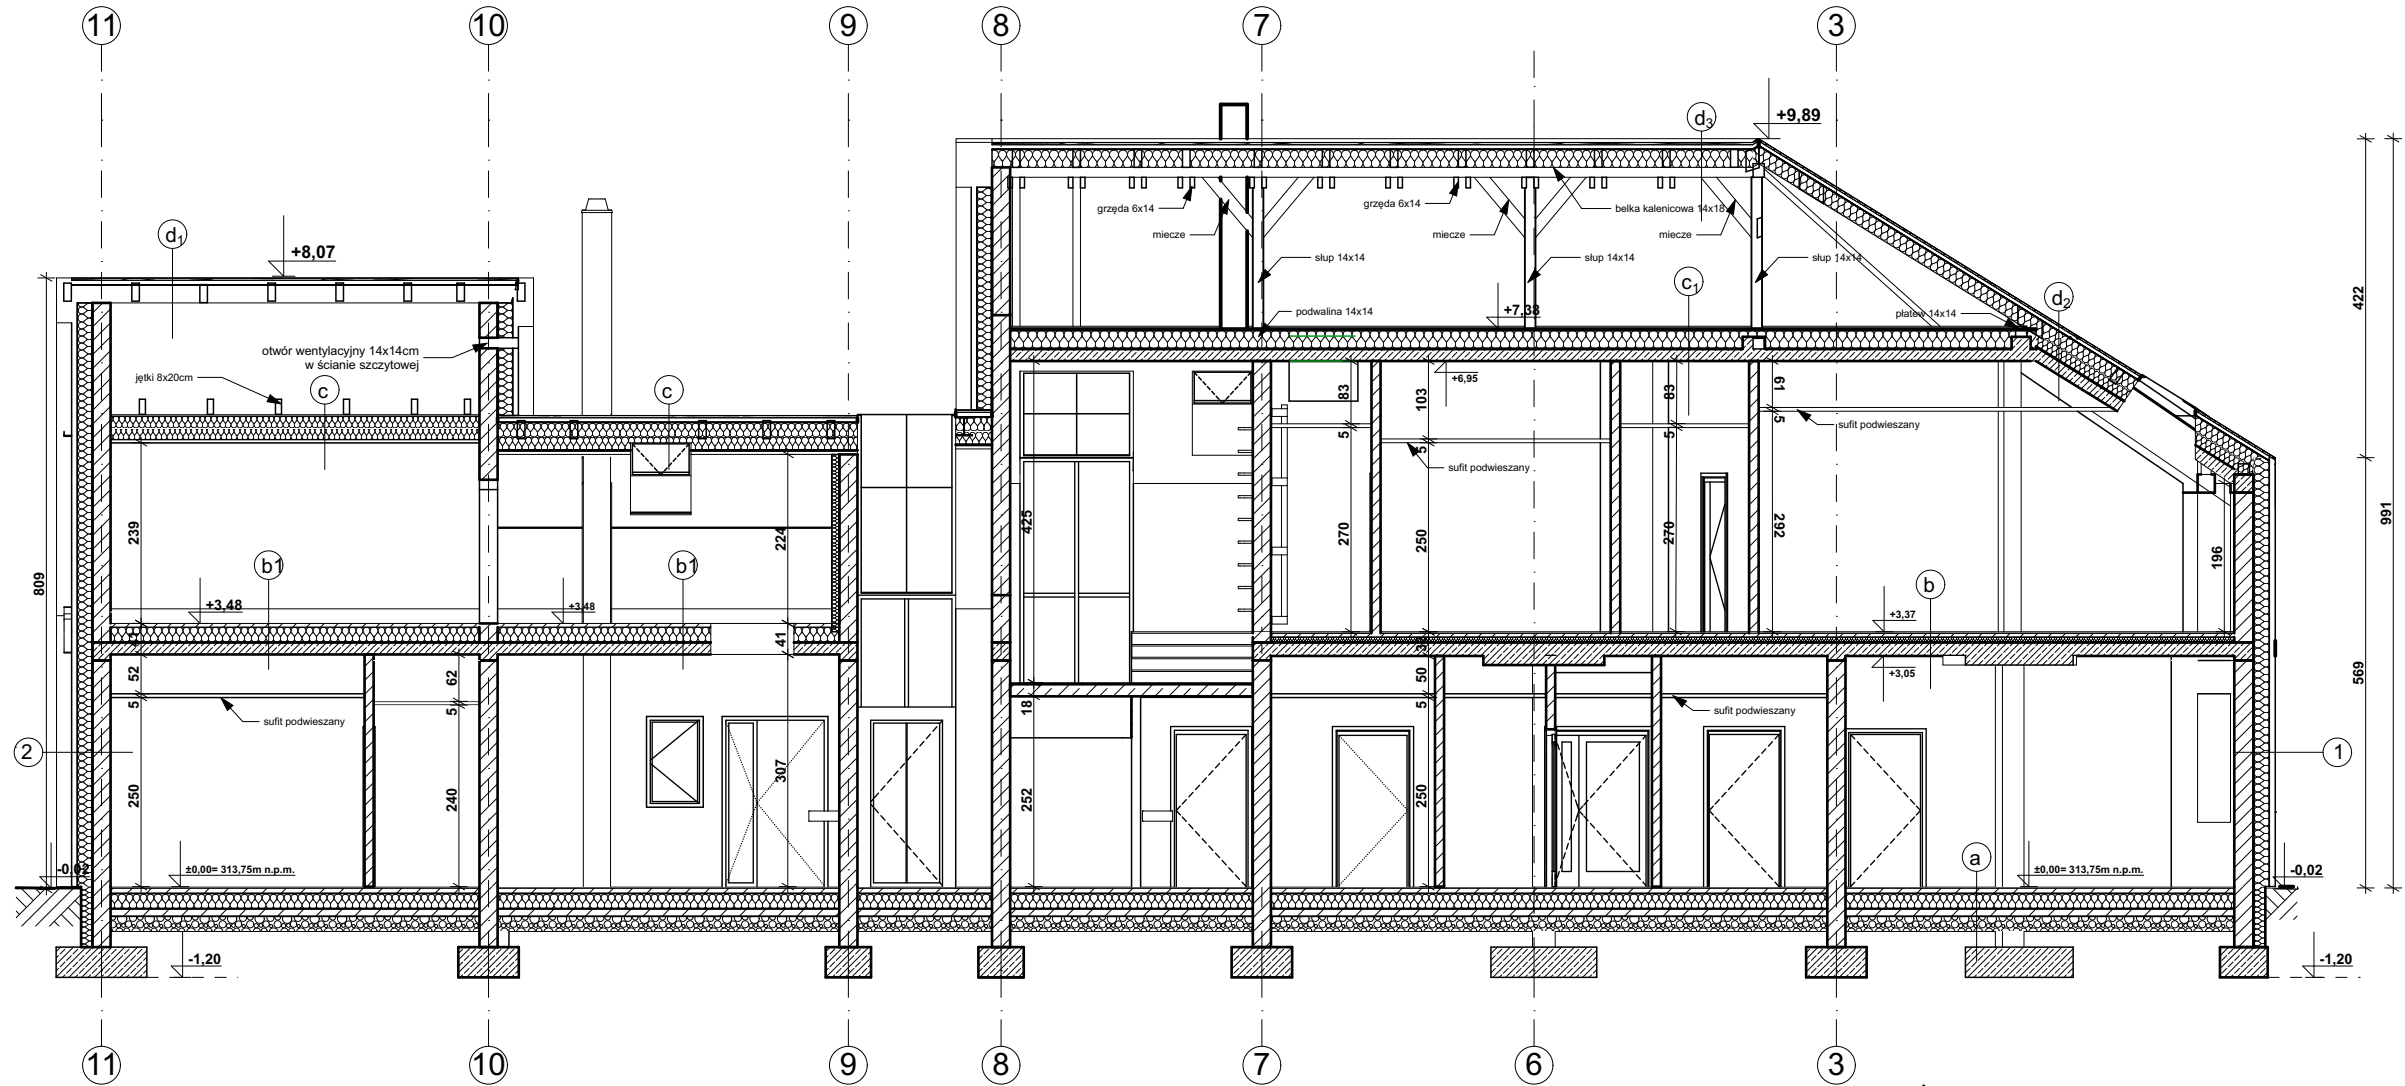 11
10
9
8
7
3
+9,89
d3
grzęda 6x14
grzęda 6x14
belka kalenicowa 14x18
miecze
miecze
miecze
d1
+8,07
słup 14x14
słup 14x14
słup 14x14
c1
d2
422
podwalina 14x14
+7,38
płatew 14x14
otwór wentylacyjny 14x14cm
w ścianie szczytowej
jętki 8x20cm
c
c
+6,95
83
103
83
61
5
5
5
5
sufit podwieszany
sufit podwieszany
991
239
224
425
270
250
270
292
196
809
b1
b1
b
+3,48
+3,48
+3,37
41
41
52
5
62
5
50
5
+3,05
569
sufit podwieszany
sufit podwieszany
18
2
1
250
240
307
252
250
a
-0,02
±0,00= 313,75m n.p.m.
±0,00= 313,75m n.p.m.
-0,02
-1,20
-1,20
11
10
9
8
7
6
3